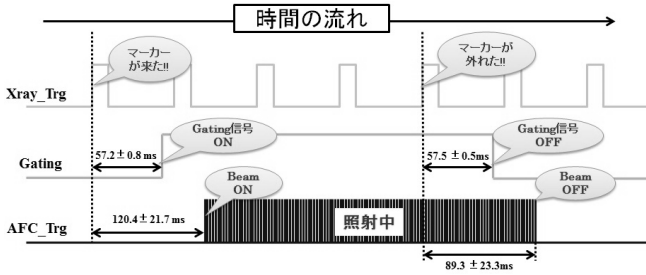 時間の流れ
マーカー
が来た!!
マーカーが
外れた!!
Xray_Trg
Gating信号
ON
Gating信号
OFF
57.2±0.8 ms
57.5±0.5ms
Gating
Beam
ON
Beam
OFF
120.4±21.7 ms
照射中
AFC_Trg
89.3 ±23.3ms